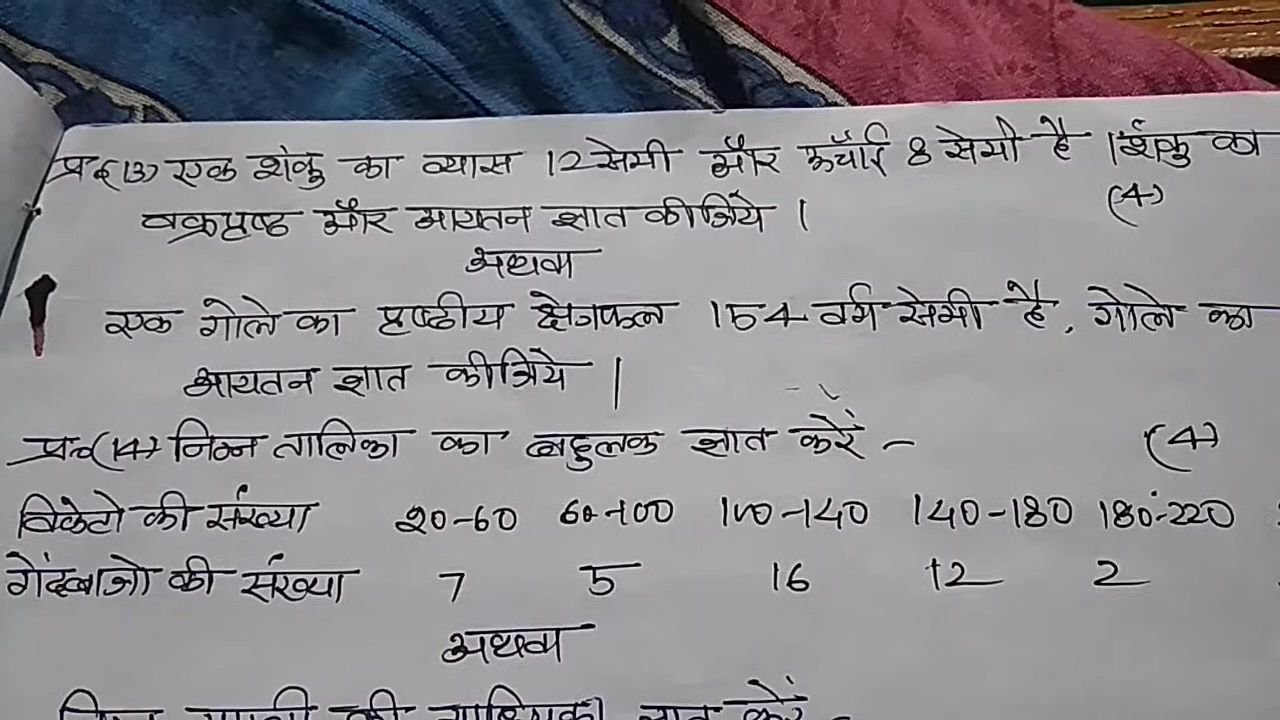 प्र.(13) एक शंकु का व्यास 12 सेमी और ऊँचाई 8 सेमी है । शंकु का
वक्रपृष्ठ और आयतन ज्ञात कीजिये । (4)
अथवा
एक गोले का पृष्ठीय क्षेत्रफल 154 वर्ग सेमी है, गोले का
आयतन ज्ञात कीजिये |
प्र.(14) निम्न तालिका का बहुलक ज्ञात करें - (4)
विकेटो की संख्या 20-60 60-100 100-140 140-180 180-220
गेंदबाजो की संख्या 7 5 16 12 2
अथवा
ज्ञात करें -